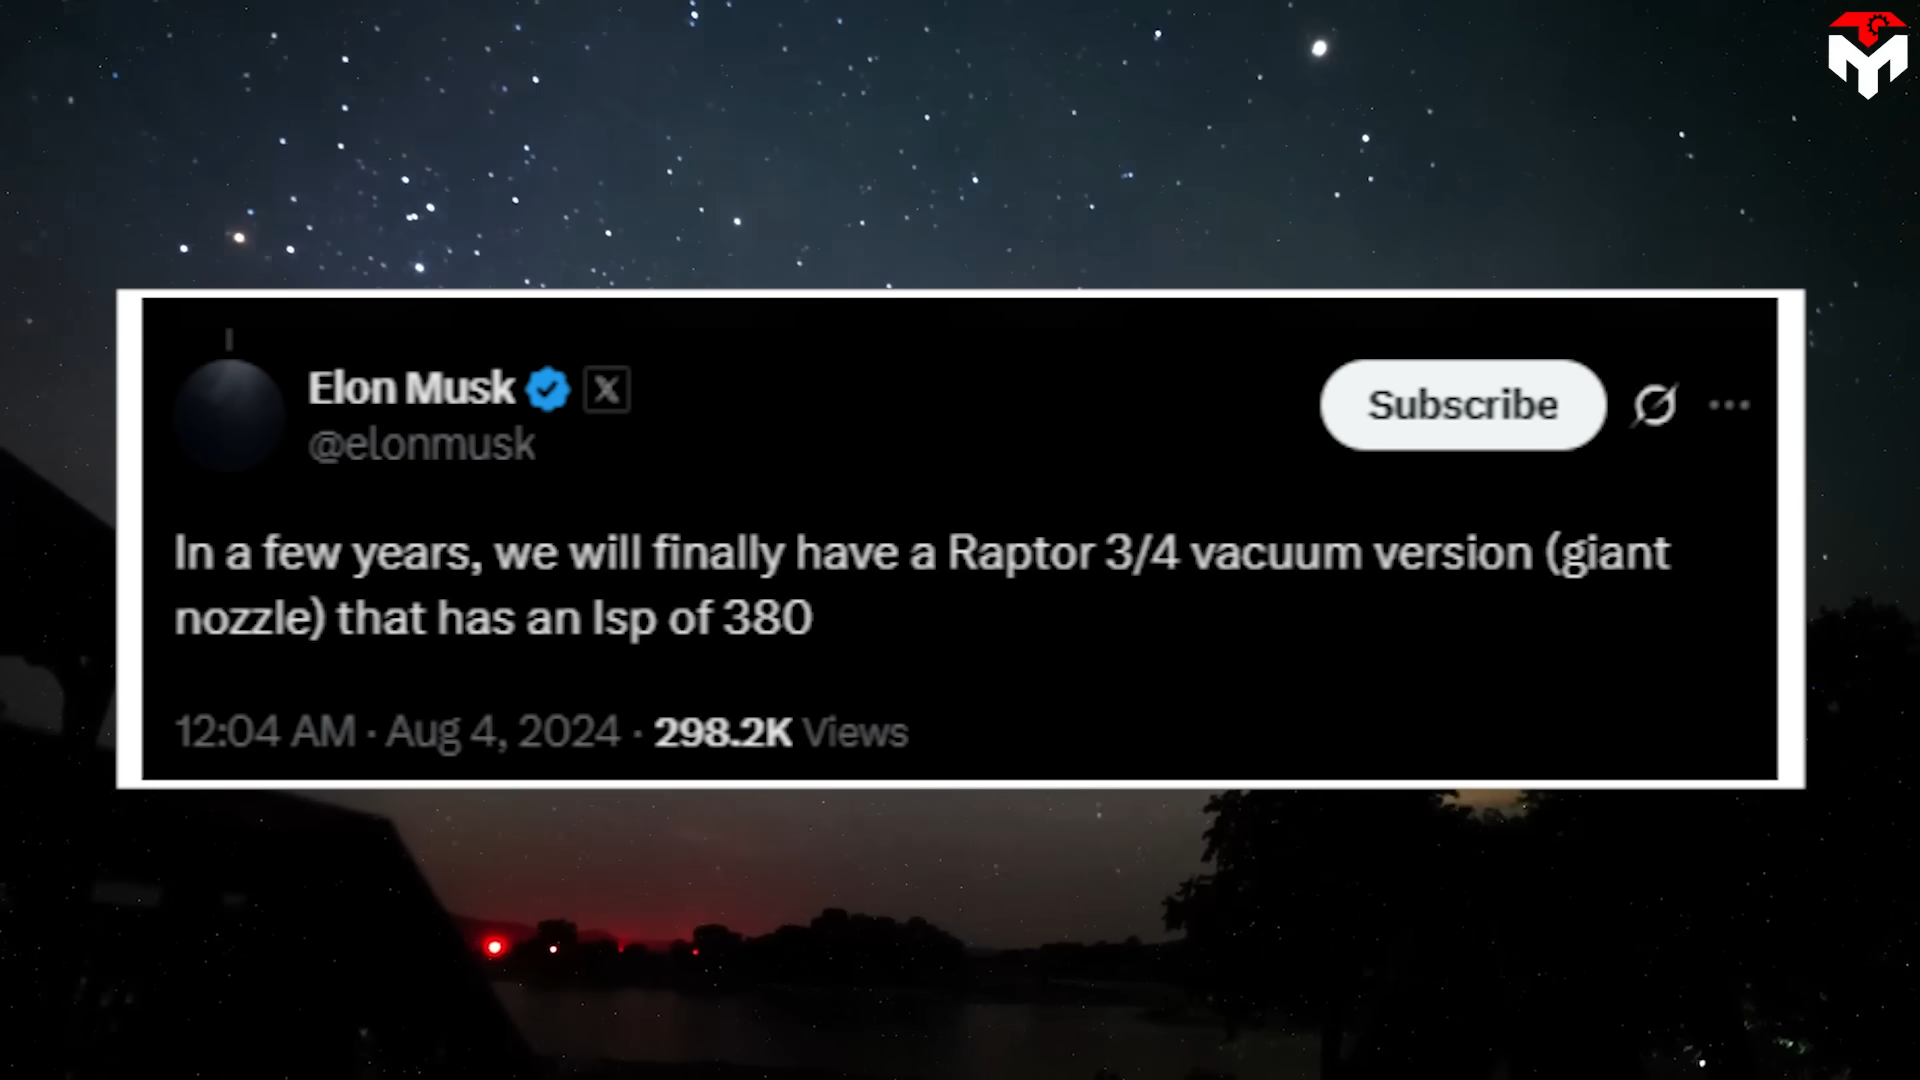 Elon Musk
@elonmusk
Subscribe
In a few years, we will finally have a Raptor 3/4 vacuum version (giant
nozzle) that has an Isp of 380
12:04 AM · Aug 4, 2024 · 298.2K Views